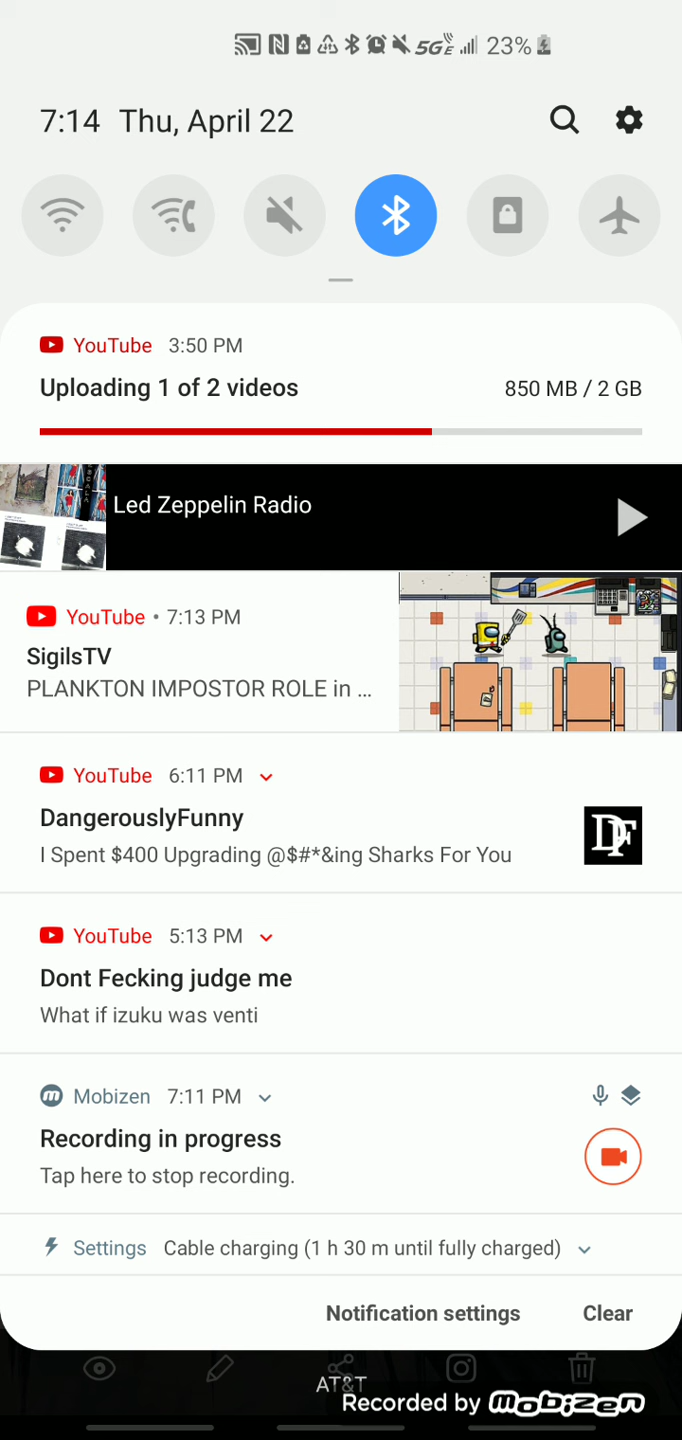 5GE 23%
7:14 Thu, April 22
YouTube 3:50 PM
Uploading 1 of 2 videos 850 MB / 2 GB
Led Zeppelin Radio
YouTube • 7:13 PM
SigilsTV
PLANKTON IMPOSTOR ROLE in ...
YouTube 6:11 PM
DangerouslyFunny
DF
I Spent $400 Upgrading @$#*&ing Sharks For You
YouTube 5:13 PM
Dont Fecking judge me
What if izuku was venti
Mobizen 7:11 PM
Recording in progress
Tap here to stop recording.
Settings Cable charging (1 h 30 m until fully charged)
Notification settings Clear
AT&T
Recorded by mobizen